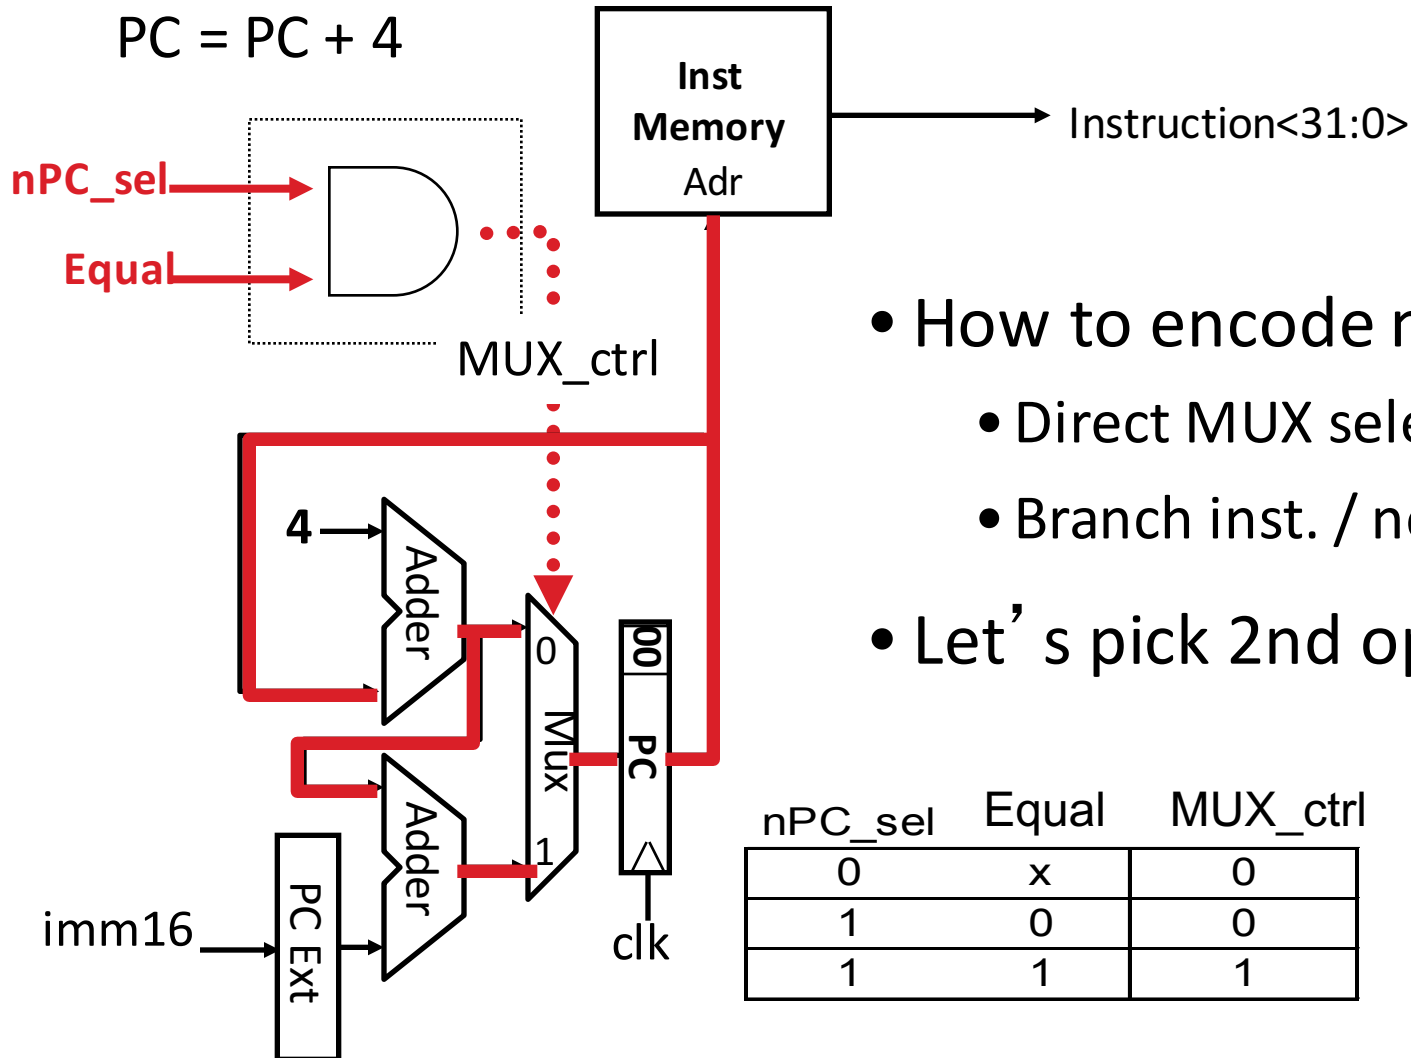 PC = PC + 4
Inst
Memory
Adr
Instruction<31:0>
nPC_sel
Equal
MUX_ctrl
• How to encode
• Direct MUX
• Branch inst. /
• Let’s pick 2nd
4
Adder
0
Mux
1
00
PC
Adder
imm16
PC Ext
clk
nPC_sel Equal MUX_ctrl
0 x 0
1 0 0
1 1 1